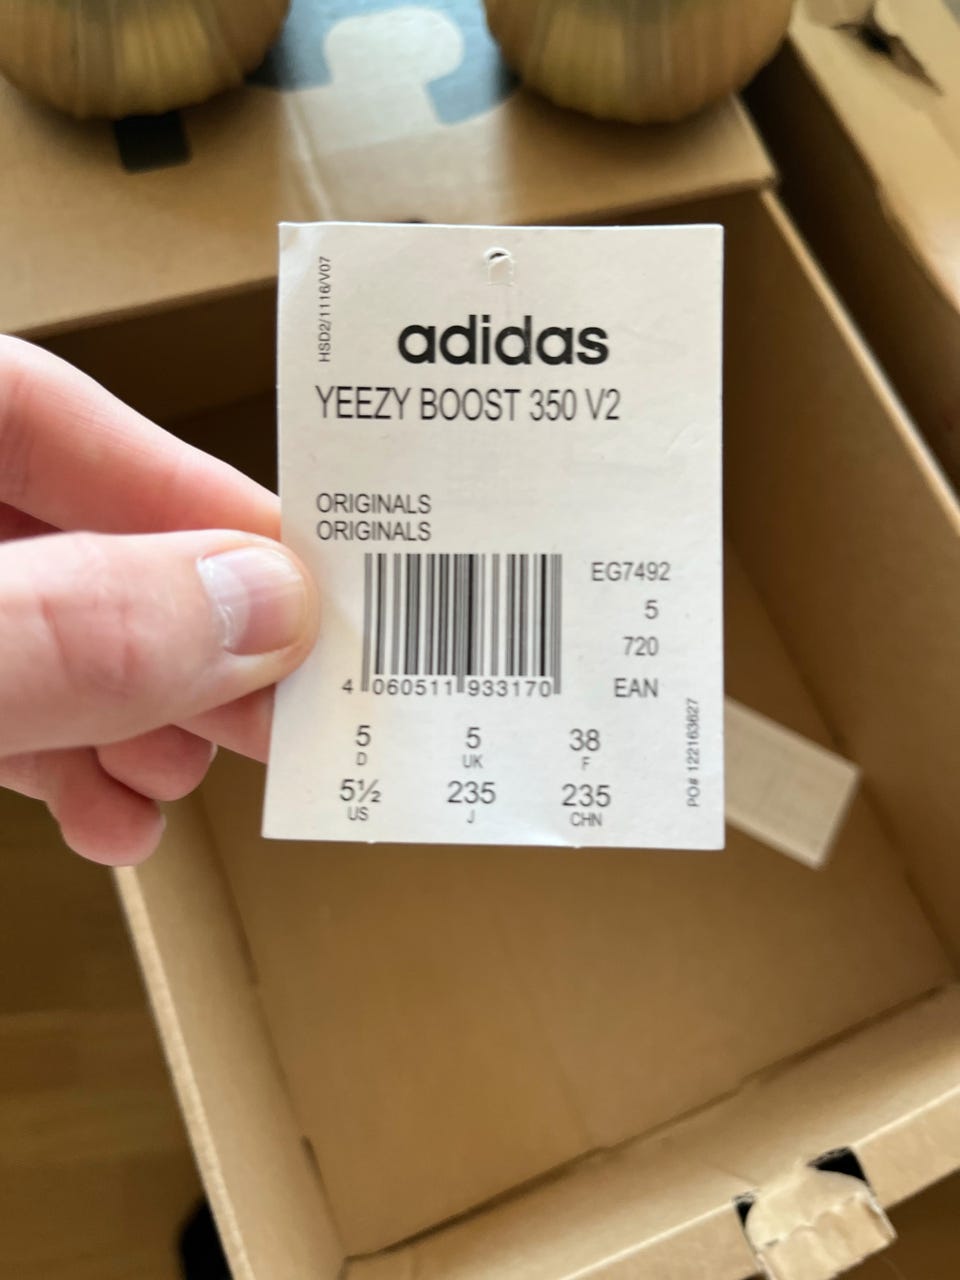 HSD2/1116/V07
adidas
YEEZY BOOST 350 V2
ORIGINALS
ORIGINALS
EG7492
5
720
4 060511 933170
EAN
5 5 38
D UK F
5½ 235 235
US J CHN
PO# 122163627